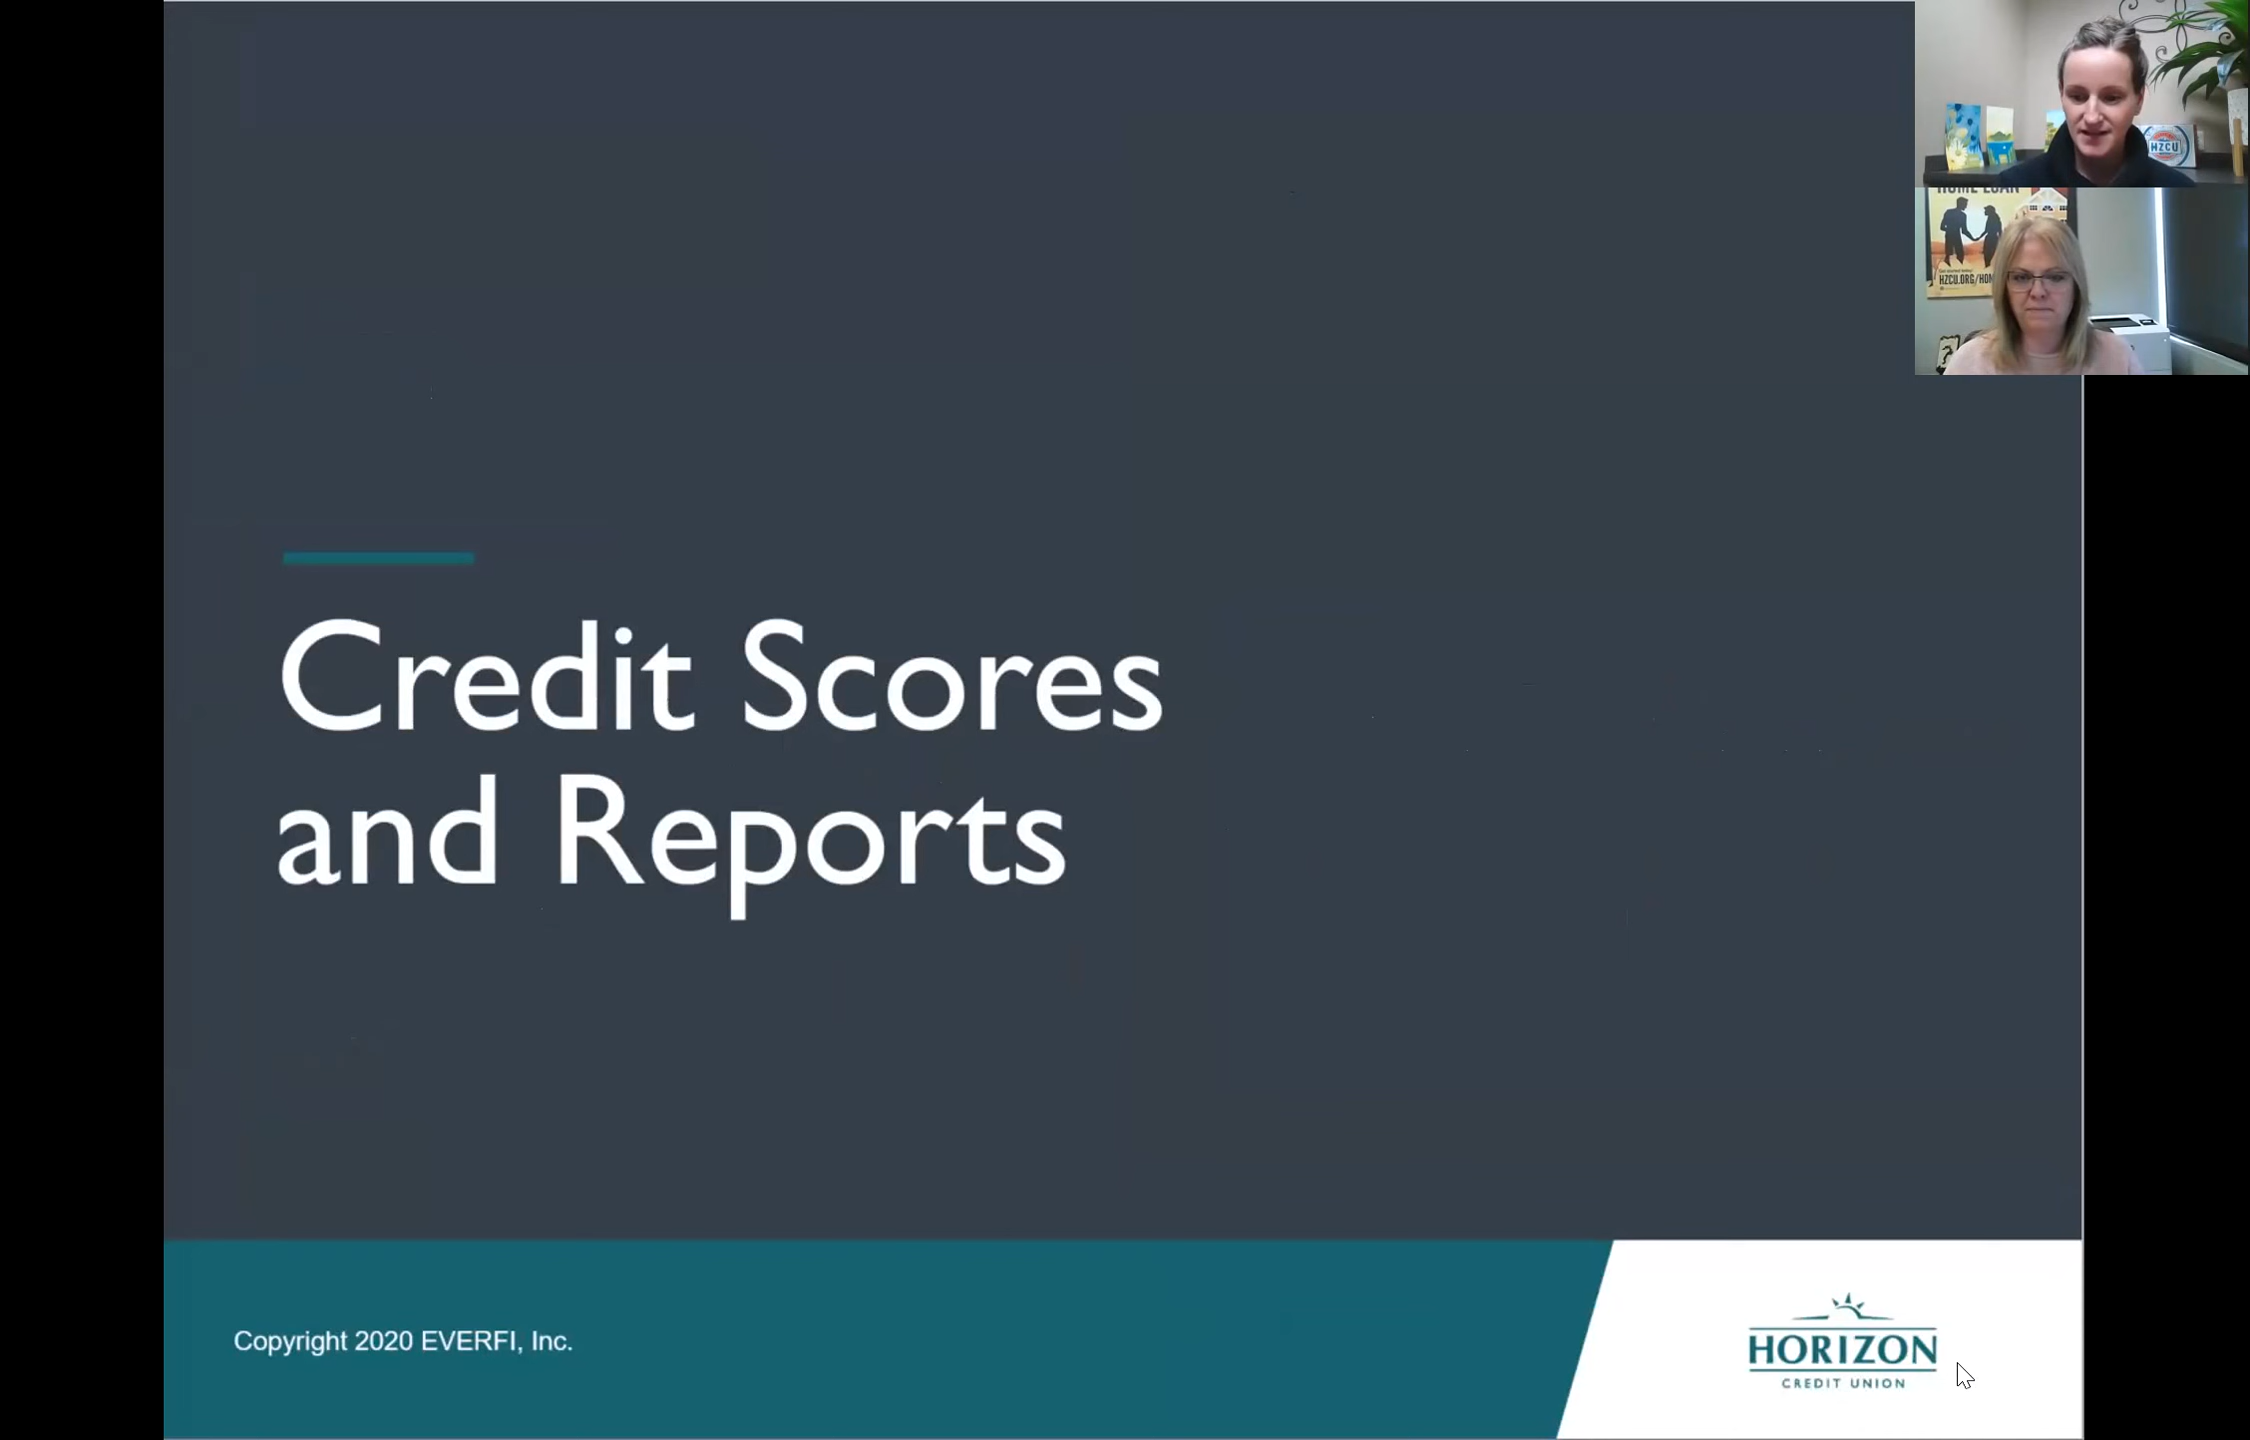 Credit Scores
and Reports
Copyright 2020 EVERFI, Inc.
HORIZON
CREDIT UNION
HZCU
HOME LOAN
HZCU.ORG/HOM